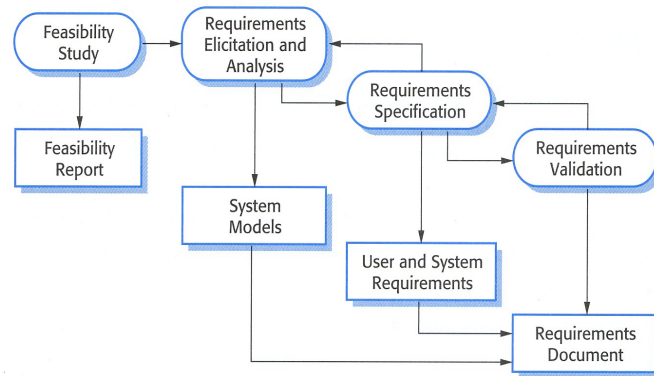 Feasibility
Study
Requirements
Elicitation and
Analysis
Requirements
Specification
Requirements
Validation
Feasibility
Report
System
Models
User and System
Requirements
Requirements
Document